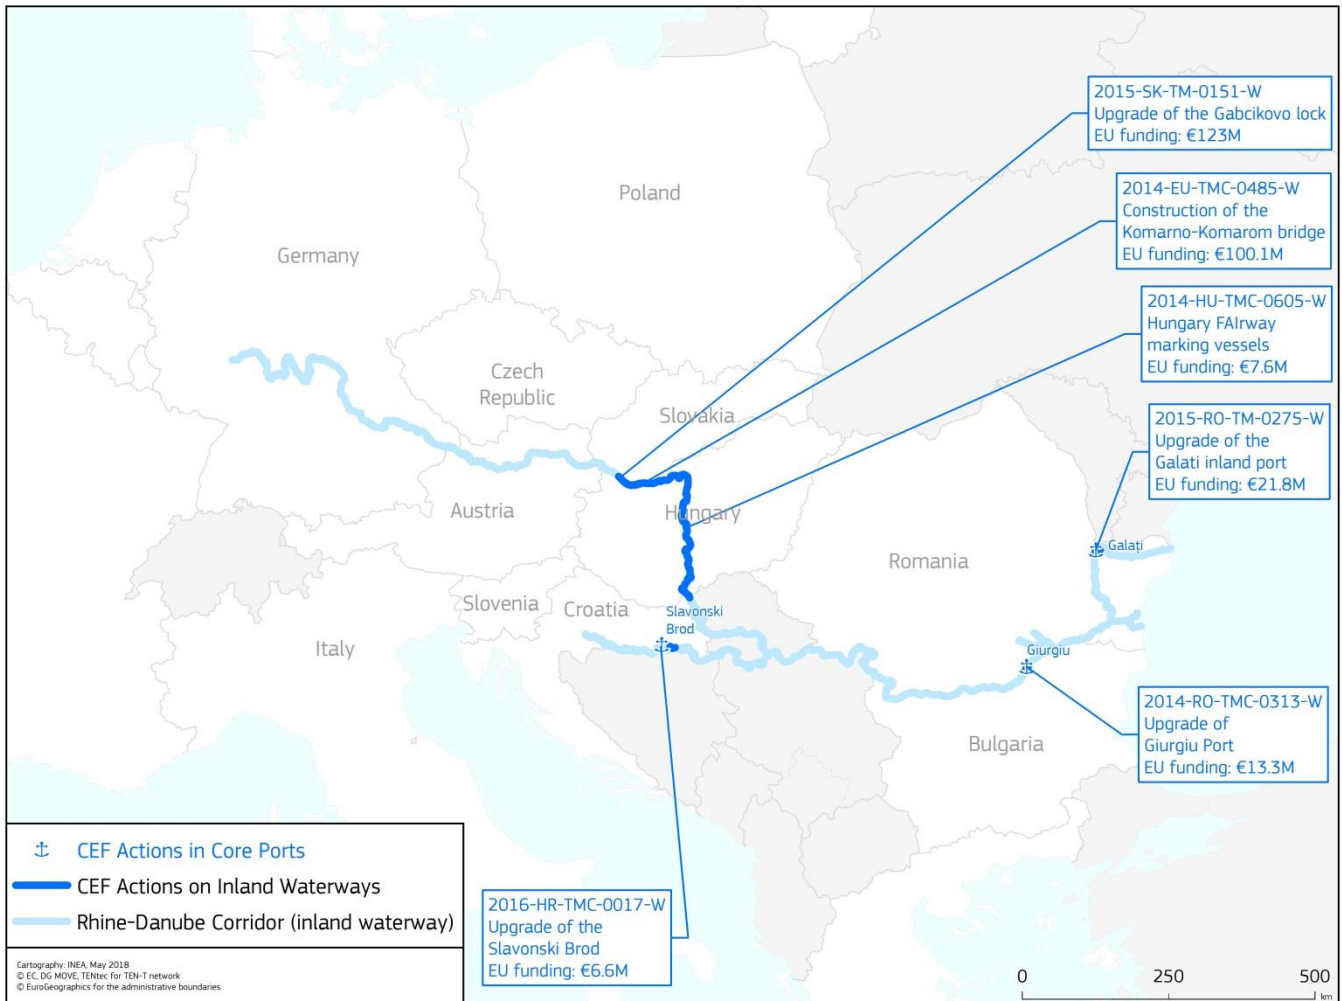 2015-SK-TM-0151-W
Upgrade of the Gabcikovo lock
EU funding: €123M
2014-EU-TMC-0485-W
Construction of the
Komarno-Komarom bridge
EU funding: €100.1M
2014-HU-TMC-0605-W
Hungary FAIrway
marking vessels
EU funding: €7.6M
2015-RO-TM-0275-W
Upgrade of the
Galati inland port
EU funding: €21.8M
Poland
Germany
Czech
Republic
Slovakia
Austria
Hungary
Romania
Galați
Slovenia
Croatia
Slavonski
Brod
Italy
Giurgiu
Bulgaria
2014-RO-TMC-0313-W
Upgrade of
Giurgiu Port
EU funding: €13.3M
CEF Actions in Core Ports
CEF Actions on Inland Waterways
Rhine-Danube Corridor (inland waterway)
Cartography: INEA, May 2018
© EC, DG MOVE, TENtec for TEN-T network
© EuroGeographics for the administrative boundaries
2016-HR-TMC-0017-W
Upgrade of the
Slavonski Brod
EU funding: €6.6M
0 250 500
km